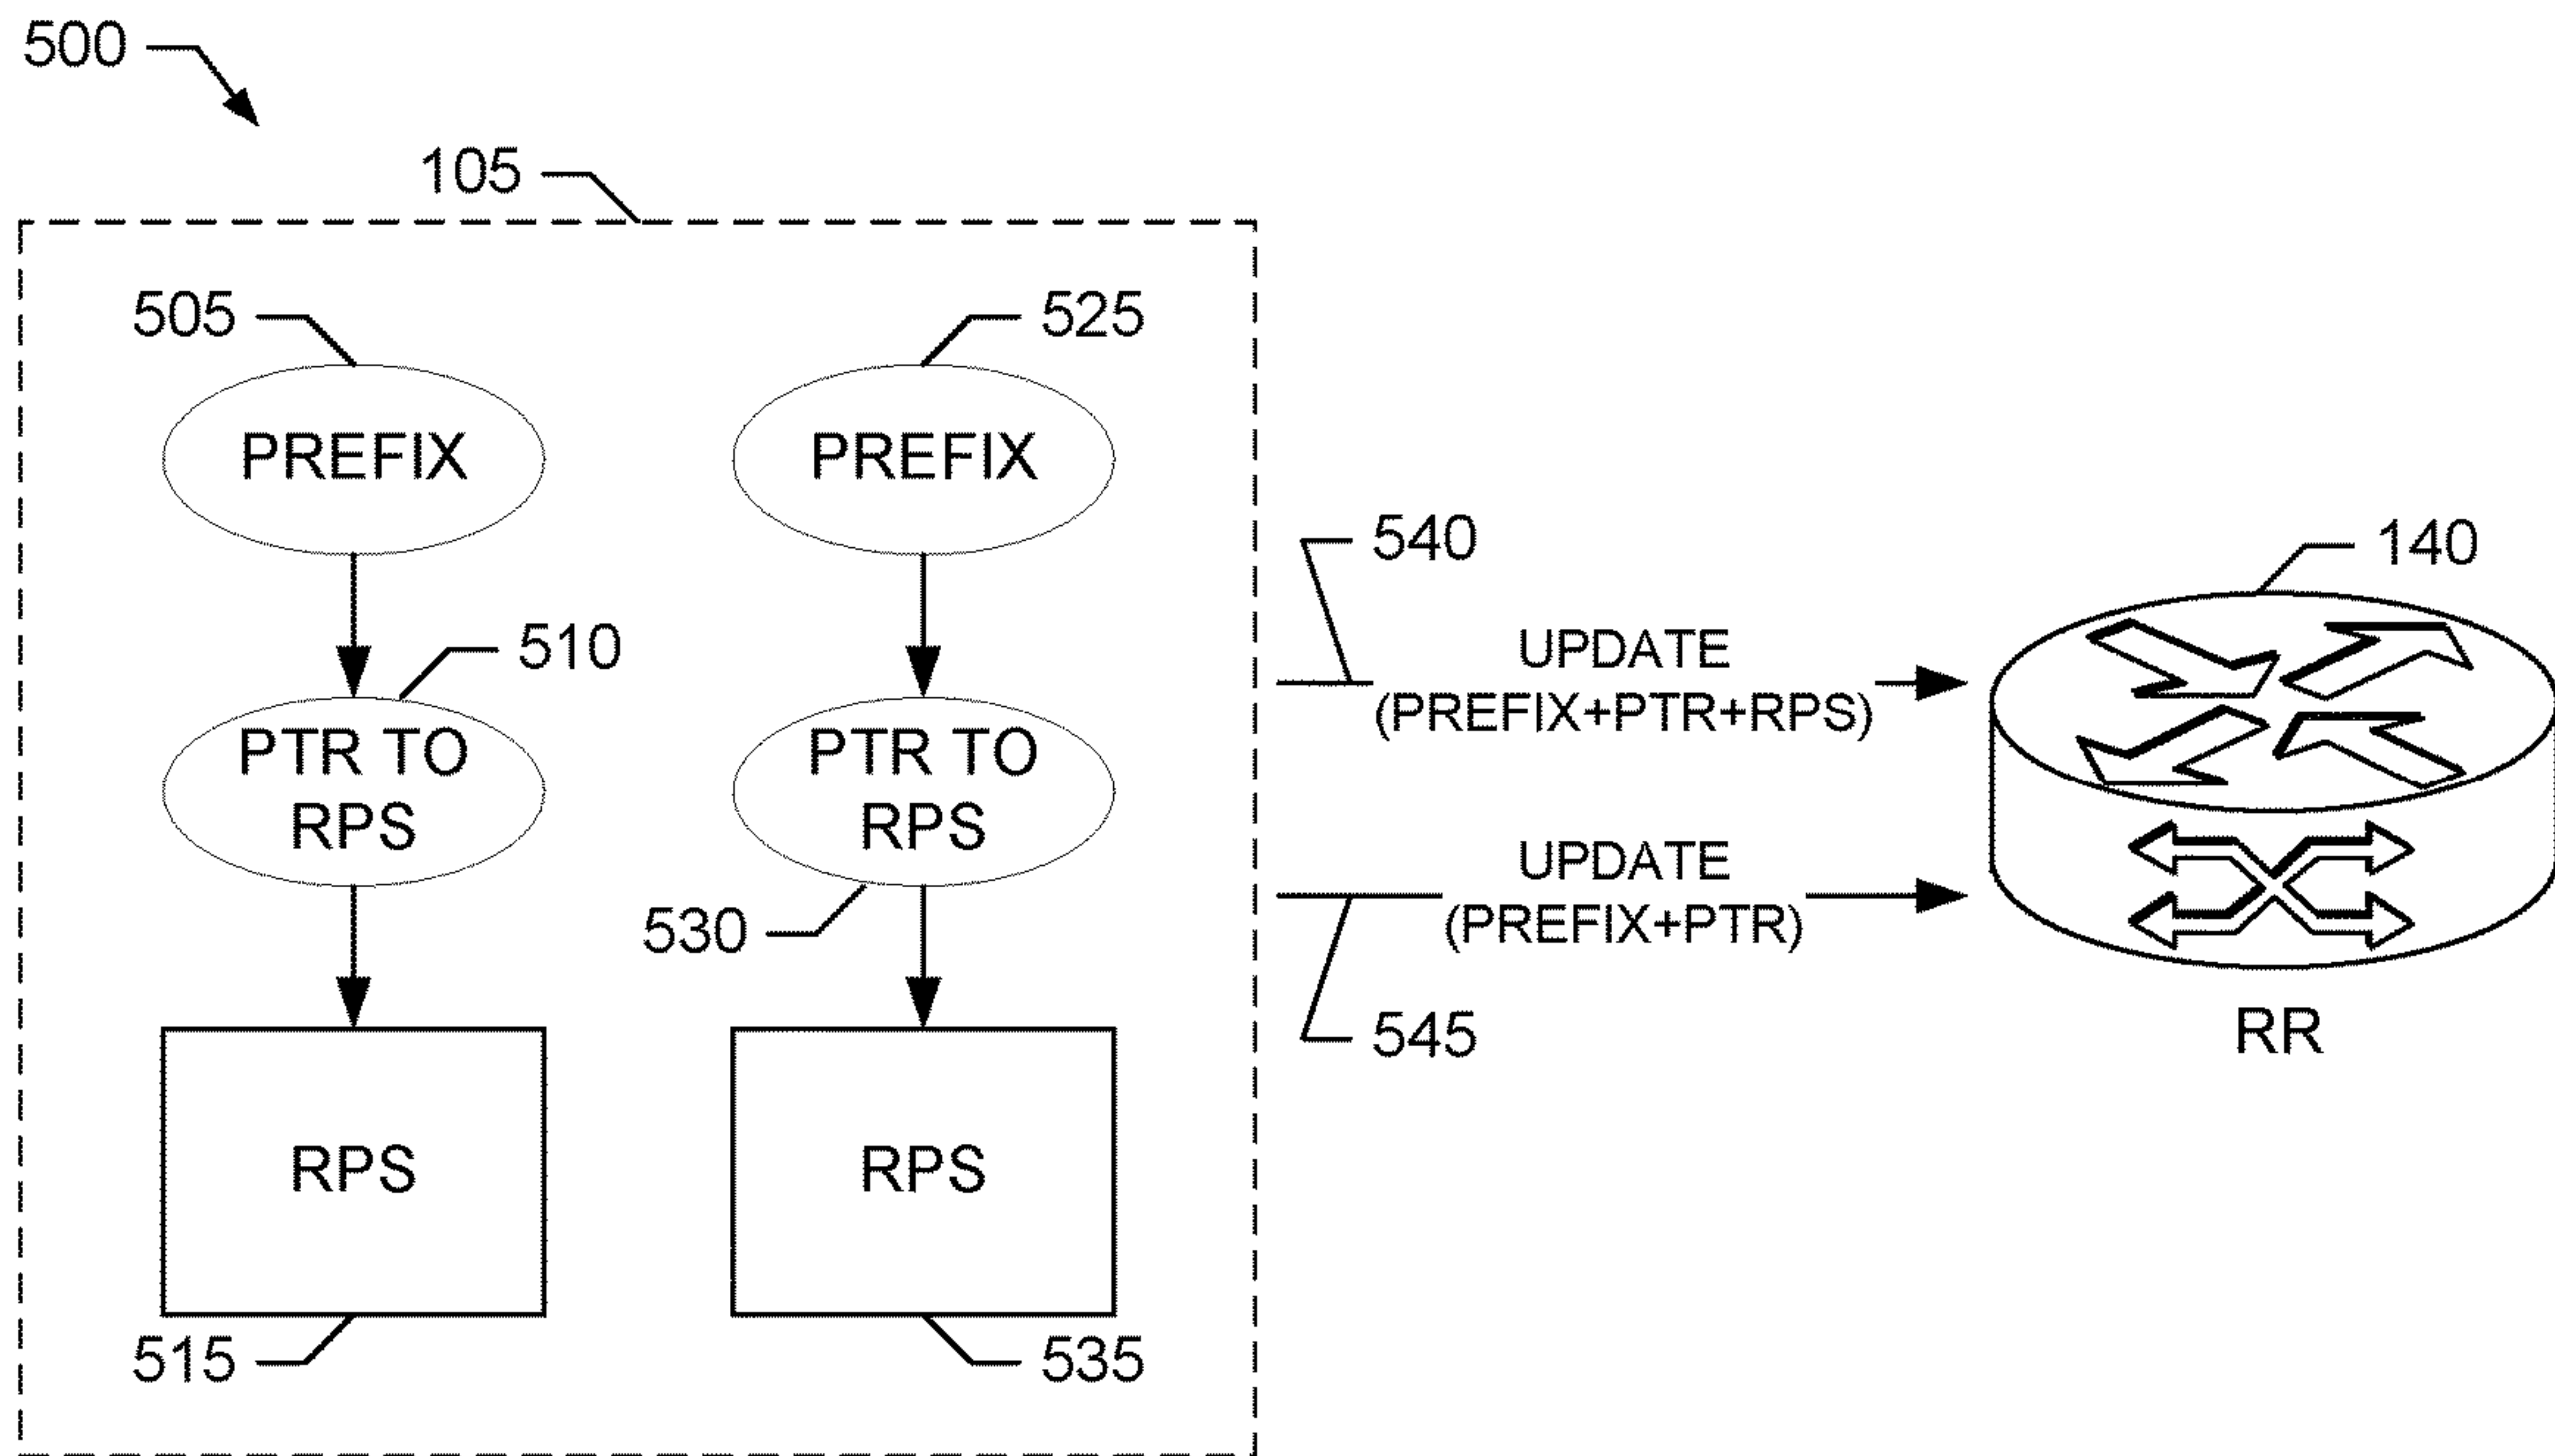 500
105
505
525
PREFIX
PREFIX
510
PTR TO
RPS
PTR TO
RPS
530
RPS
RPS
515
535
540
UPDATE
(PREFIX+PTR+RPS)
UPDATE
(PREFIX+PTR)
545
140
RR